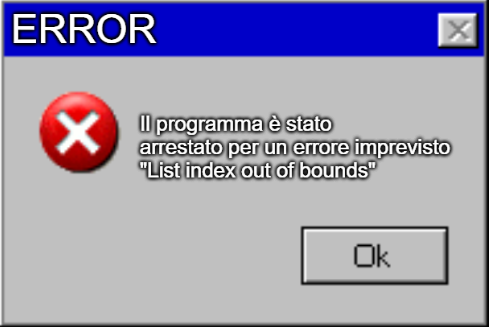 ERROR
Il programma è stato
arrestato per un errore imprevisto
"List index out of bounds"
Ok